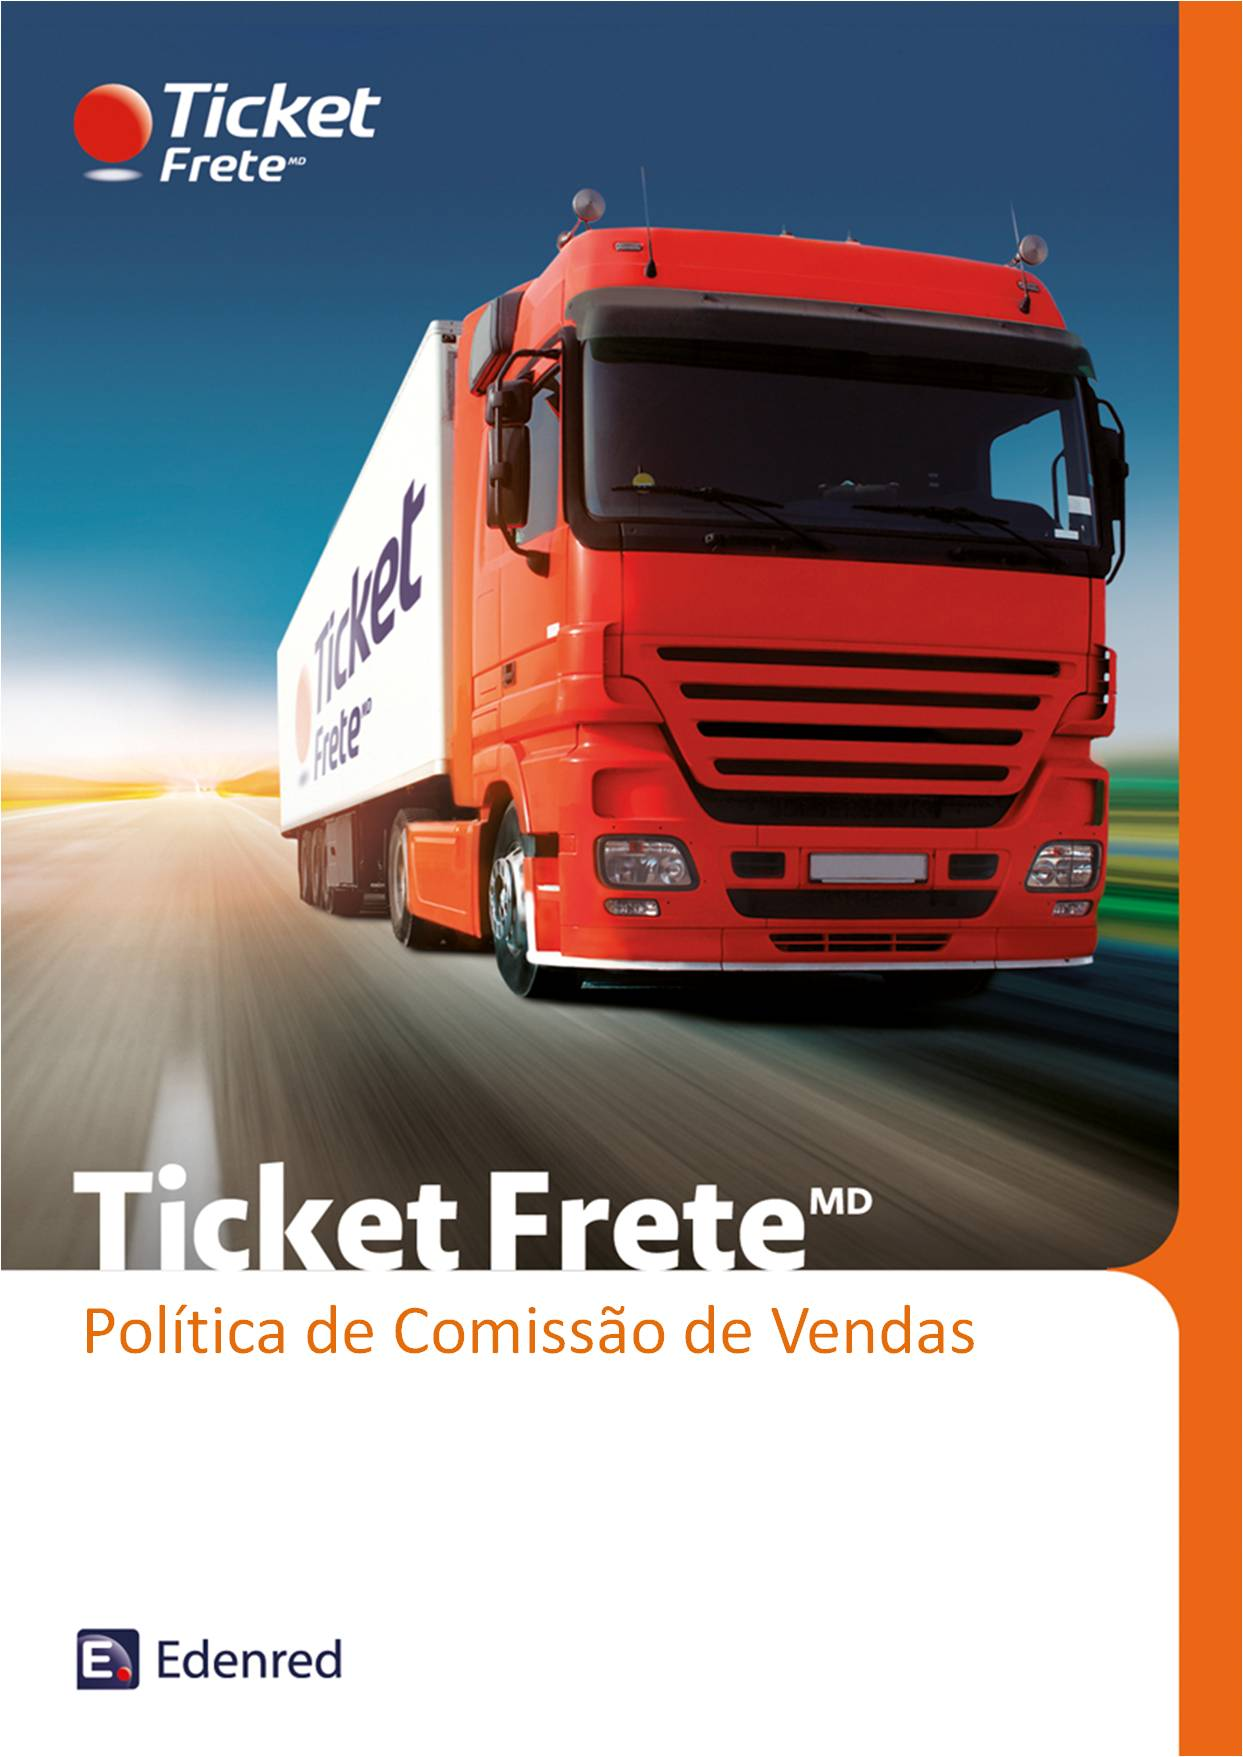 Ticket
Frete MD
Ticket
Frete MD
Ticket Frete MD
Política de Comissão de Vendas
E.
Edenred